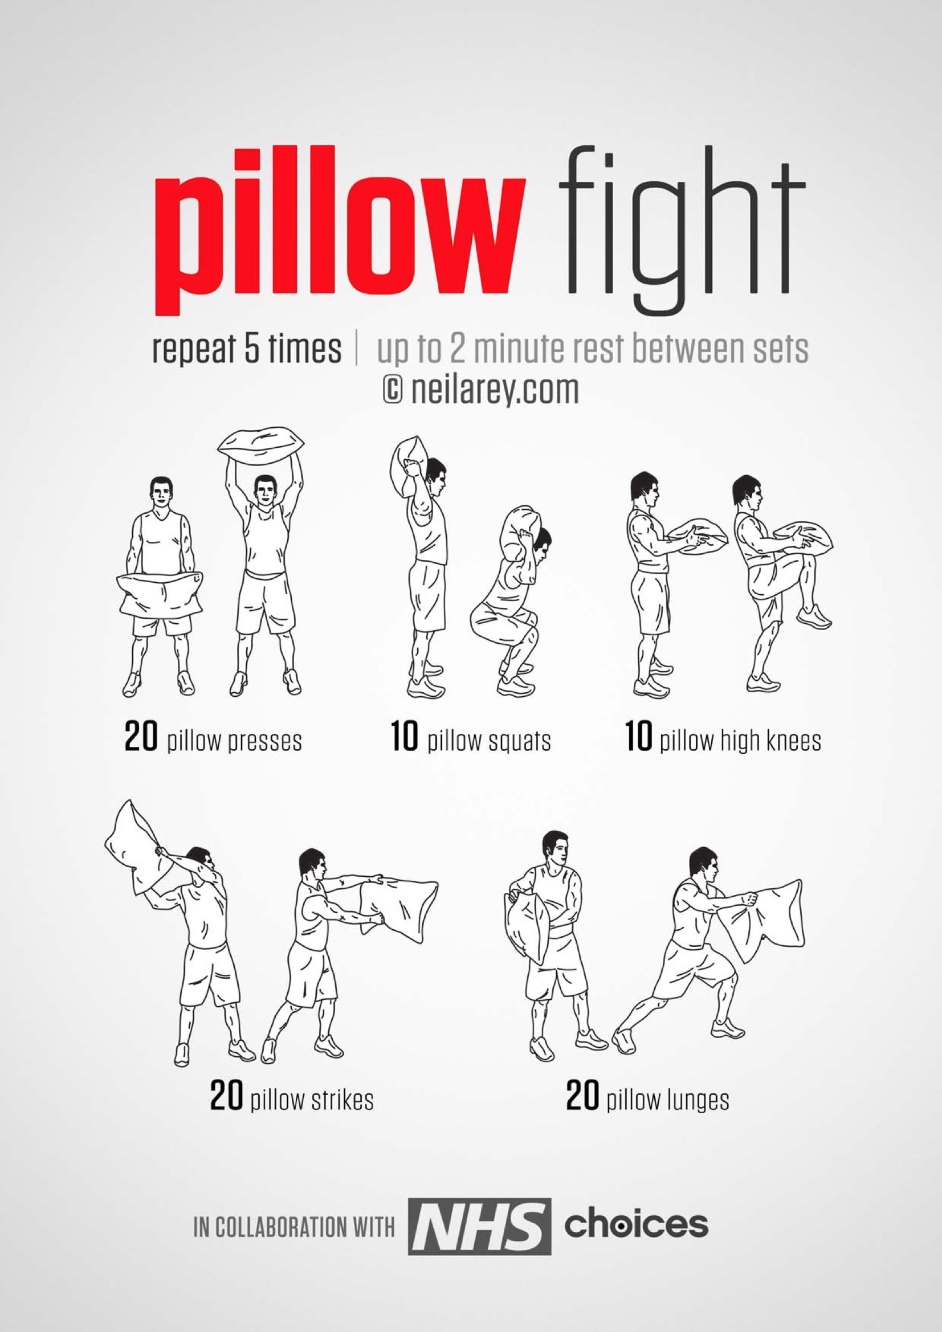 pillow fight
repeat 5 times | up to 2 minute rest between sets
© neilarey.com
20 pillow presses
10 pillow squats
10 pillow high knees
20 pillow strikes
20 pillow lunges
IN COLLABORATION WITH NHS choices